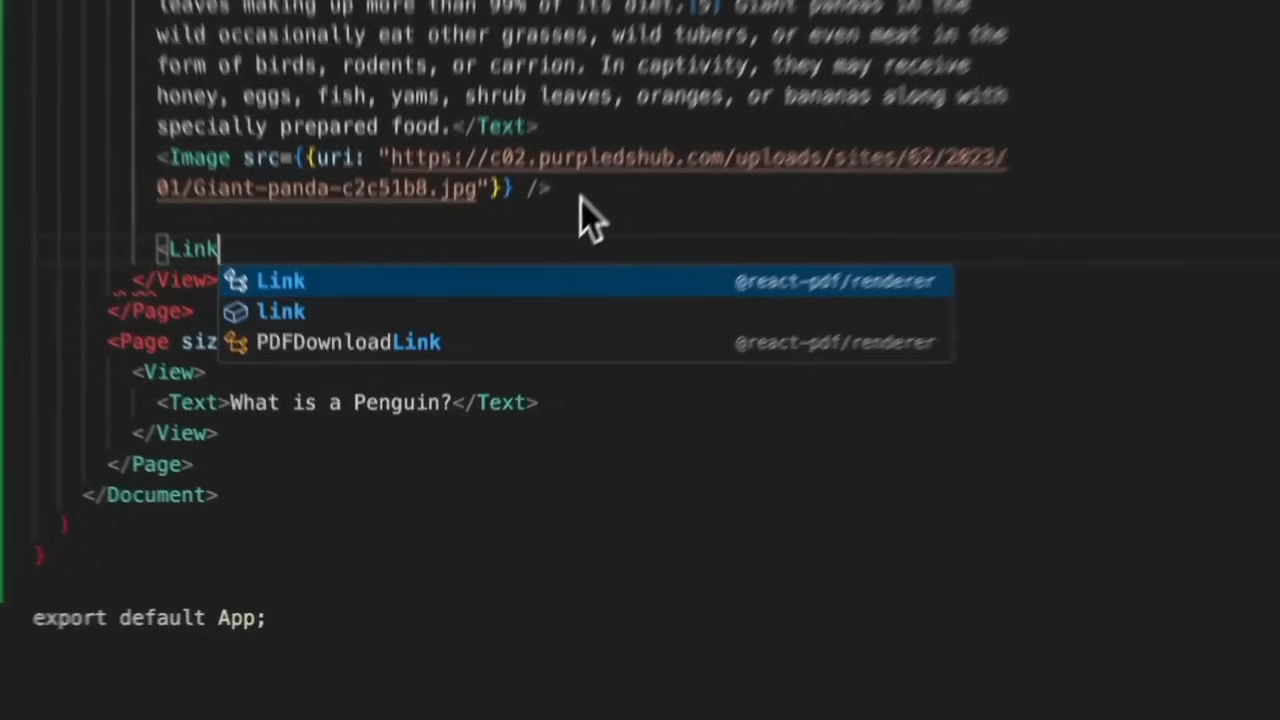 leaves making up more than 99% of its diet.[5] Giant pandas in the
wild occasionally eat other grasses, wild tubers, or even meat in the
form of birds, rodents, or carrion. In captivity, they may receive
honey, eggs, fish, yams, shrub leaves, oranges, or bananas along with
specially prepared food.</Text>
<Image src={{uri: "https://c02.purpledshub.com/uploads/sites/62/2023/
01/Giant-panda-c2c51b8.jpg"}} />
<Link
</View> Link @react-pdf/renderer
</Page> link
<Page siz PDFDownloadLink @react-pdf/renderer
<View>
<Text>What is a Penguin?</Text>
</View>
</Page>
</Document>
)
}
export default App;